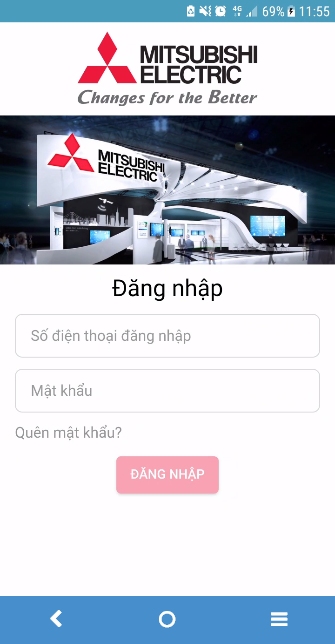 4G 69% 11:55
MITSUBISHI
ELECTRIC
Changes for the Better
MITSUBISHI
ELECTRIC
Đăng nhập
Số điện thoại đăng nhập
Mật khẩu
Quên mật khẩu?
ĐĂNG NHẬP